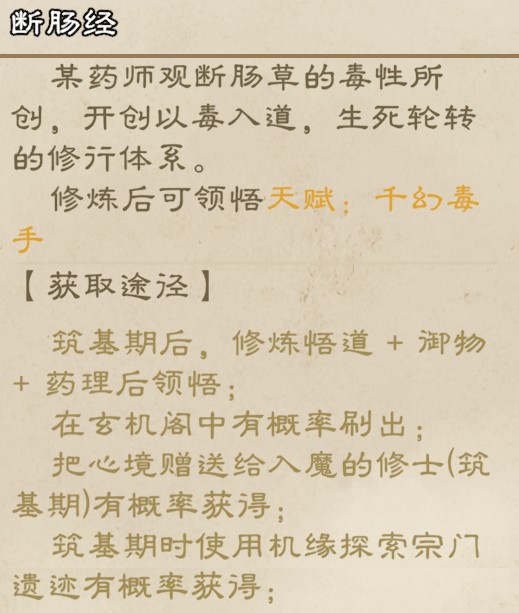 断肠经
某药师观断肠草的毒性所
创，开创以毒入道，生死轮转
的修行体系。
修炼后可领悟天赋：千幻毒
手
【获取途径】
筑基期后，修炼悟道 + 御物
+ 药理后领悟；
在玄机阁中有概率刷出；
把心境赠送给入魔的修士(筑
基期)有概率获得；
筑基期时使用机缘探索宗门
遗迹有概率获得；